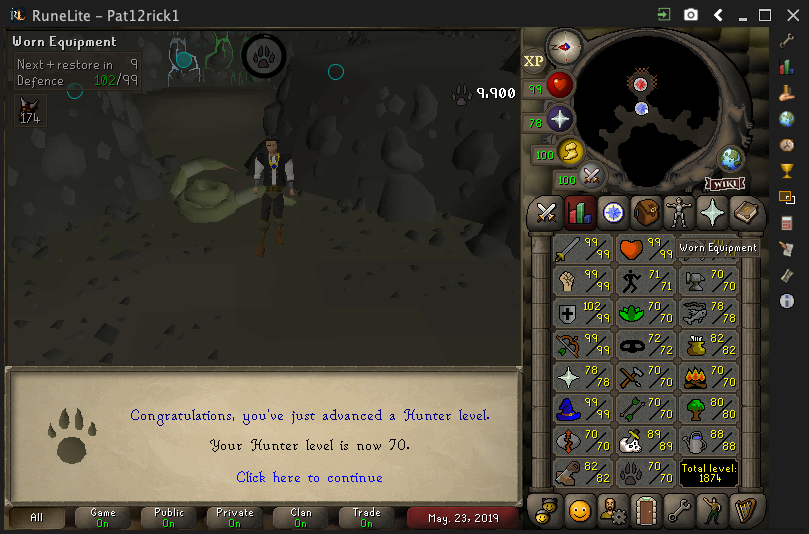 RuneLite - Pat12rick1
Worn Equipment
Next + restore in 9
Defence 102/99
174
9,900
XP
99
78
100
100
WIKI
99/99 99/99
Worn Equipment
99/99 71/71 70/70
102/99 70/70 78/78
99/99 72/72 82/82
78/78 70/70 70/70
99/99 70/70 80/80
70/70 89/89 88/88
82/82 70/70 Total level:
1874
Congratulations, you've just advanced a Hunter level.
Your Hunter level is now 70.
Click here to continue
All
Game
On
Public
On
Private
On
Clan
On
Trade
On
May. 23, 2019